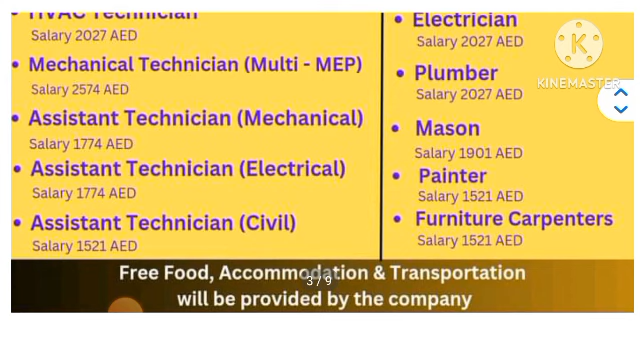 HVAC Technician
Salary 2027 AED
Mechanical Technician (Multi - MEP)
Salary 2574 AED
Assistant Technician (Mechanical)
Salary 1774 AED
Assistant Technician (Electrical)
Salary 1774 AED
Assistant Technician (Civil)
Salary 1521 AED
Electrician
Salary 2027 AED
Plumber
Salary 2027 AED
Mason
Salary 1901 AED
Painter
Salary 1521 AED
Furniture Carpenters
Salary 1521 AED
K
KINEMASTER
Free Food, Accommodation & Transportation
3 / 9
will be provided by the company